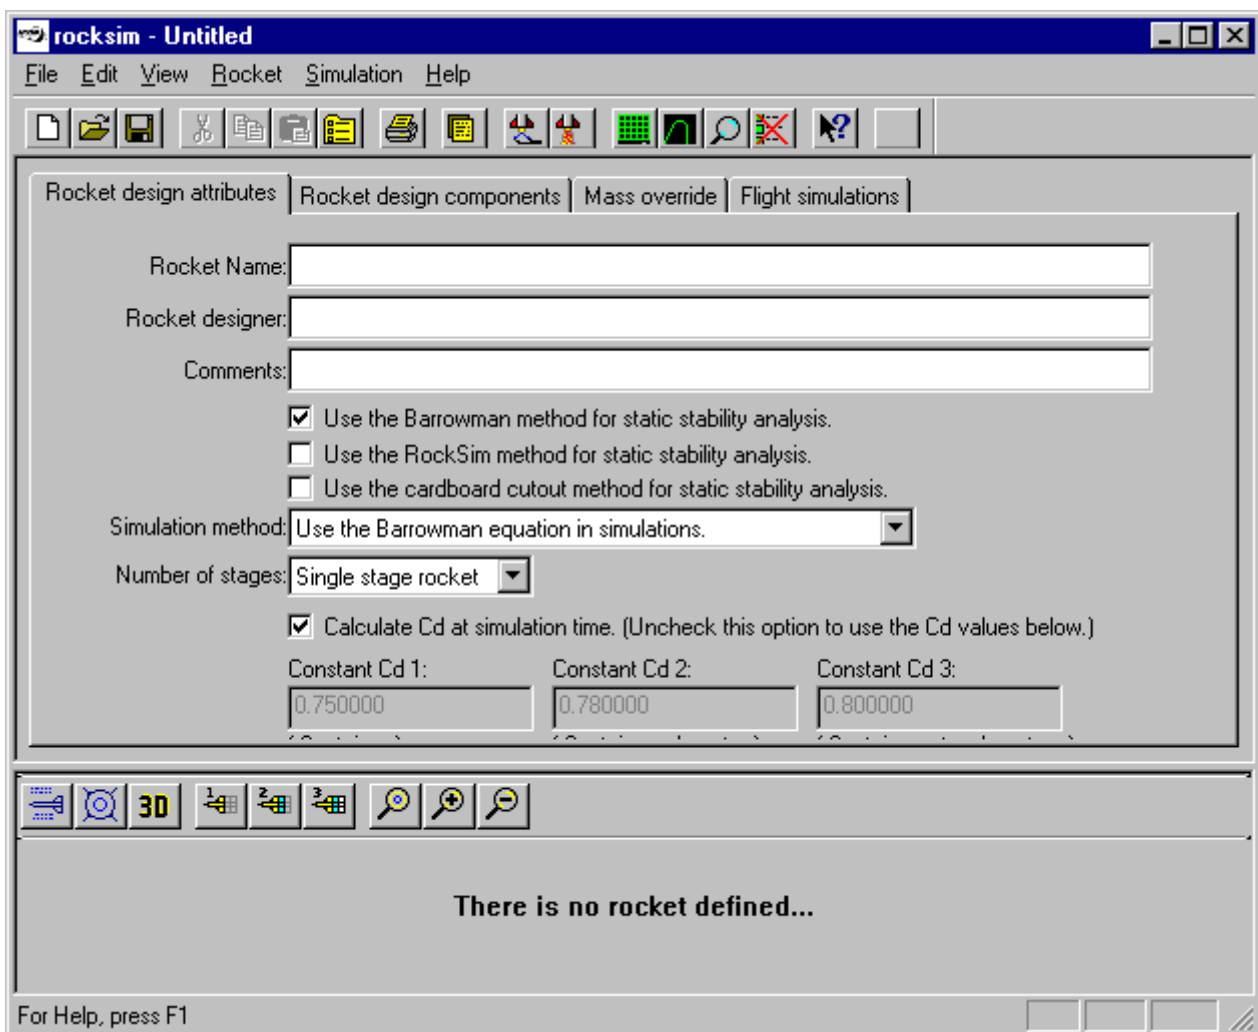 rocksim - Untitled
File Edit View Rocket Simulation Help
Rocket design attributes Rocket design components Mass override Flight simulations
Rocket Name:
Rocket designer:
Comments:
Use the Barrowman method for static stability analysis.
Use the RockSim method for static stability analysis.
Use the cardboard cutout method for static stability analysis.
Simulation method: Use the Barrowman equation in simulations.
Number of stages: Single stage rocket
Calculate Cd at simulation time. (Uncheck this option to use the Cd values below.)
Constant Cd 1: Constant Cd 2: Constant Cd 3:
0.750000 0.780000 0.800000
3D 1 2 3
There is no rocket defined...
For Help, press F1